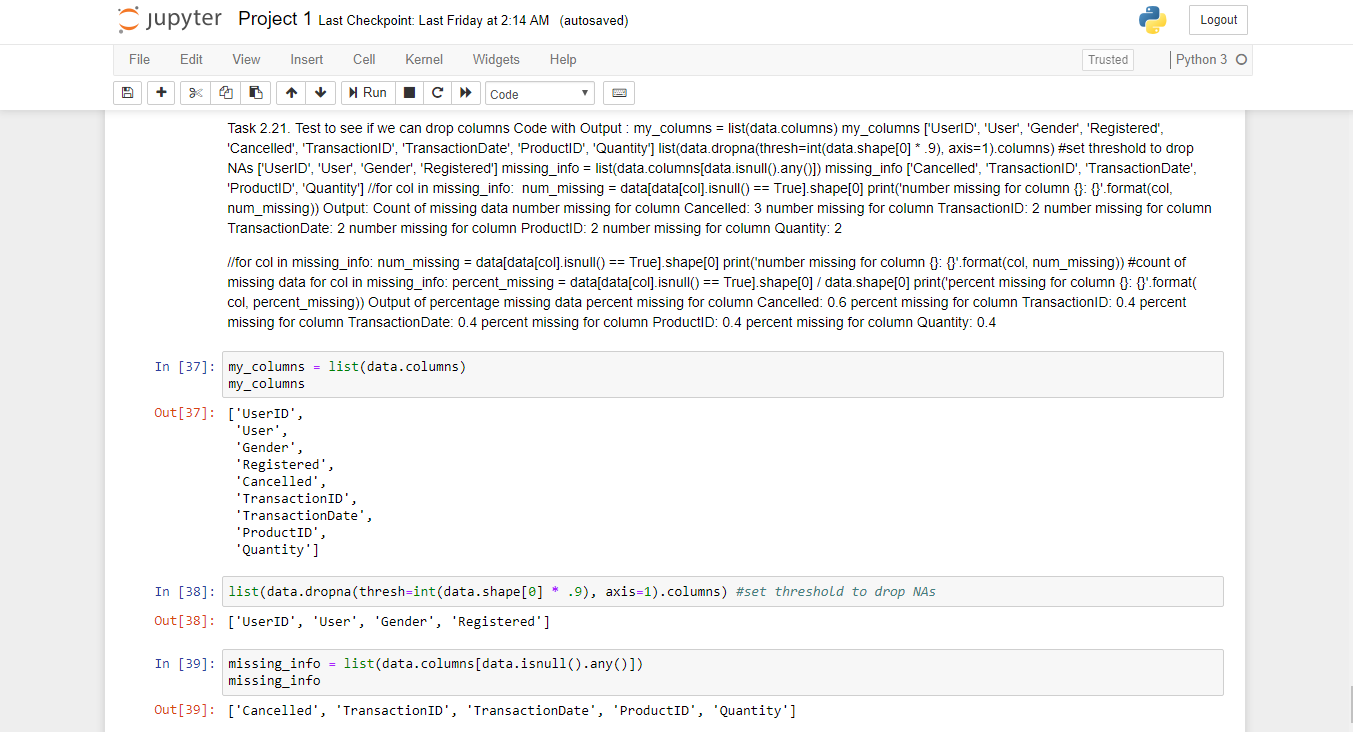 jupyter Project 1 Last Checkpoint: Last Friday at 2:14 AM (autosaved)
Logout
File Edit View Insert Cell Kernel Widgets Help
Trusted
Python 3
Run
Code
Task 2.21. Test to see if we can drop columns Code with Output : my_columns = list(data.columns) my_columns ['UserID', 'User', 'Gender', 'Registered',
'Cancelled', 'TransactionID', 'TransactionDate', 'ProductID', 'Quantity'] list(data.dropna(thresh=int(data.shape[0] * .9), axis=1).columns) #set threshold to drop
NAs ['UserID', 'User', 'Gender', 'Registered'] missing_info = list(data.columns[data.isnull().any()]) missing_info ['Cancelled', 'TransactionID', 'TransactionDate',
'ProductID', 'Quantity'] //for col in missing_info:  num_missing = data[data[col].isnull() == True].shape[0] print('number missing for column {}: {}'.format(col,
num_missing)) Output: Count of missing data number missing for column Cancelled: 3 number missing for column TransactionID: 2 number missing for column
TransactionDate: 2 number missing for column ProductID: 2 number missing for column Quantity: 2
//for col in missing_info: num_missing = data[data[col].isnull() == True].shape[0] print('number missing for column {}: {}'.format(col, num_missing)) #count of
missing data for col in missing_info: percent_missing = data[data[col].isnull() == True].shape[0] / data.shape[0] print('percent missing for column {}: {}'.format(
col, percent_missing)) Output of percentage missing data percent missing for column Cancelled: 0.6 percent missing for column TransactionID: 0.4 percent
missing for column TransactionDate: 0.4 percent missing for column ProductID: 0.4 percent missing for column Quantity: 0.4
In [37]: my_columns = list(data.columns)
my_columns
Out[37]: ['UserID',
'User',
'Gender',
'Registered',
'Cancelled',
'TransactionID',
'TransactionDate',
'ProductID',
'Quantity']
In [38]: list(data.dropna(thresh=int(data.shape[0] * .9), axis=1).columns) #set threshold to drop NAs
Out[38]: ['UserID', 'User', 'Gender', 'Registered']
In [39]: missing_info = list(data.columns[data.isnull().any()])
missing_info
Out[39]: ['Cancelled', 'TransactionID', 'TransactionDate', 'ProductID', 'Quantity']